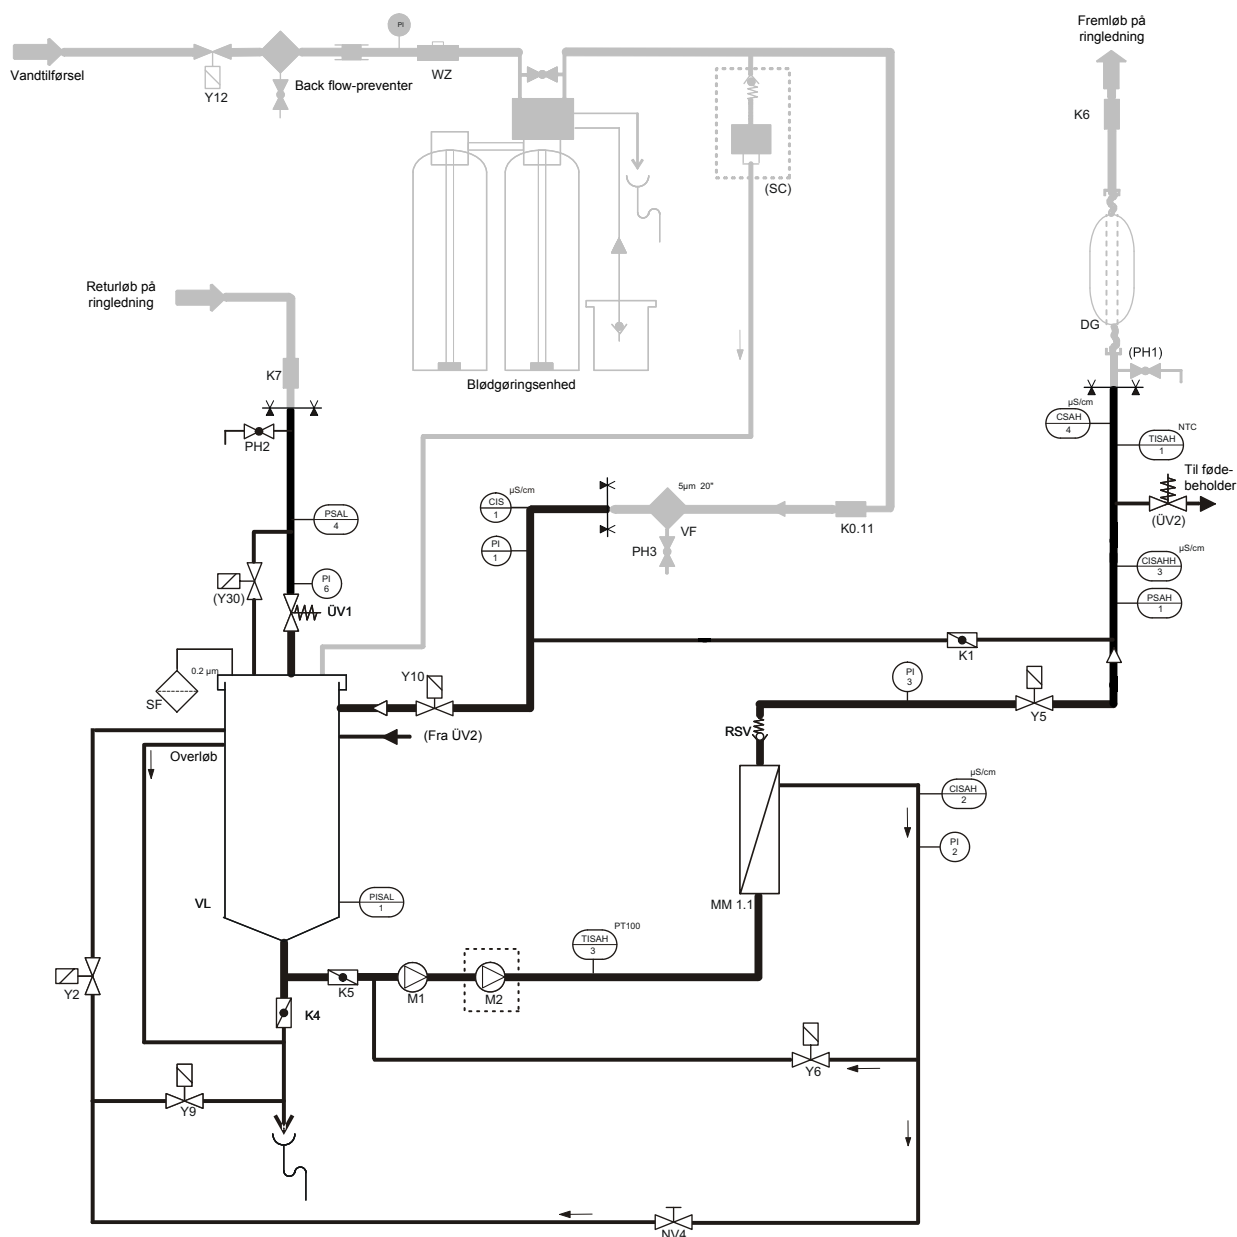 Fremløb på
ringledning
PI
Vandtilførsel
Y12
Back flow-preventer
WZ
K6
(SC)
Returløb på
ringledning
DG
(PH1)
K7
Blødgøringsenhed
µS/cm
CSAH
4
NTC
TISAH
1
PH2
Til føde-
beholder
(ÜV2)
PSAL
4
µS/cm
CIS
1
5µm 20"
VF
K0.11
PI
1
PH3
µS/cm
CISAHH
3
(Y30)
PI
6
ÜV1
PSAH
1
K1
0.2 µm
SF
Y10
PI
3
Y5
(Fra ÜV2)
RSV
Overløb
µS/cm
CISAH
2
PI
2
VL
PISAL
1
MM 1.1
PT100
TISAH
3
Y2
K5
M1
M2
K4
Y6
Y9
NV4